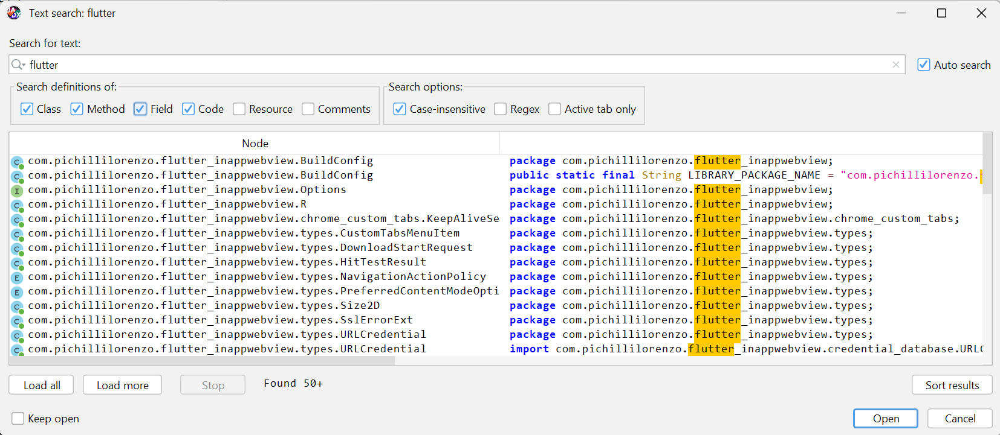 Text search: flutter
Search for text:
flutter
Auto search
Search definitions of:
Class Method Field Code Resource Comments
Search options:
Case-insensitive Regex Active tab only
Node
com.pichillilorenzo.flutter_inappwebview.BuildConfig package com.pichillilorenzo.flutter_inappwebview;
com.pichillilorenzo.flutter_inappwebview.BuildConfig public static final String LIBRARY_PACKAGE_NAME = "com.pichillilorenzo.
com.pichillilorenzo.flutter_inappwebview.Options package com.pichillilorenzo.flutter_inappwebview;
com.pichillilorenzo.flutter_inappwebview.R package com.pichillilorenzo.flutter_inappwebview;
com.pichillilorenzo.flutter_inappwebview.chrome_custom_tabs.KeepAliveSe package com.pichillilorenzo.flutter_inappwebview.chrome_custom_tabs;
com.pichillilorenzo.flutter_inappwebview.types.CustomTabsMenuItem package com.pichillilorenzo.flutter_inappwebview.types;
com.pichillilorenzo.flutter_inappwebview.types.DownloadStartRequest package com.pichillilorenzo.flutter_inappwebview.types;
com.pichillilorenzo.flutter_inappwebview.types.HitTestResult package com.pichillilorenzo.flutter_inappwebview.types;
com.pichillilorenzo.flutter_inappwebview.types.NavigationActionPolicy package com.pichillilorenzo.flutter_inappwebview.types;
com.pichillilorenzo.flutter_inappwebview.types.PreferredContentModeOpti package com.pichillilorenzo.flutter_inappwebview.types;
com.pichillilorenzo.flutter_inappwebview.types.Size2D package com.pichillilorenzo.flutter_inappwebview.types;
com.pichillilorenzo.flutter_inappwebview.types.SslErrorExt package com.pichillilorenzo.flutter_inappwebview.types;
com.pichillilorenzo.flutter_inappwebview.types.URLCredential package com.pichillilorenzo.flutter_inappwebview.types;
com.pichillilorenzo.flutter_inappwebview.types.URLCredential import com.pichillilorenzo.flutter_inappwebview.credential_database.URLC
Load all Load more Stop Found 50+ Sort results
Keep open Open Cancel